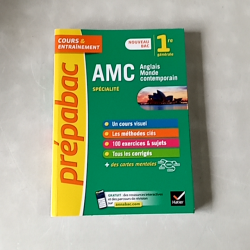 COURS &
ENTRAÎNEMENT
NOUVEAU
BAC
1re
générale
prépabac
AMC
Anglais
Monde
contemporain
SPÉCIALITÉ
Un cours visuel
Les méthodes clés
100 exercices & sujets
Tous les corrigés
+ des cartes mentales
GRATUIT
Hatier